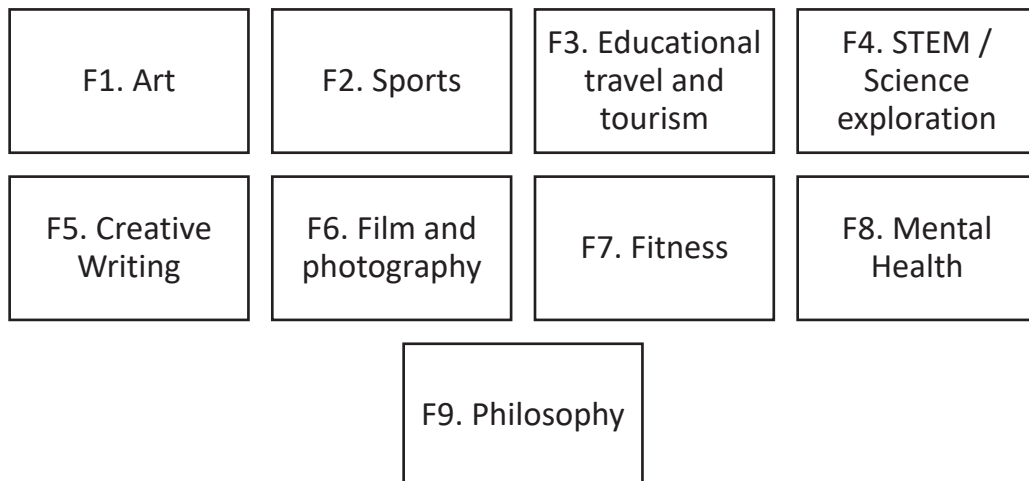 F1. Art
F2. Sports
F3. Educational
travel and
tourism
F4. STEM /
Science
exploration
F5. Creative
Writing
F6. Film and
photography
F7. Fitness
F8. Mental
Health
F9. Philosophy